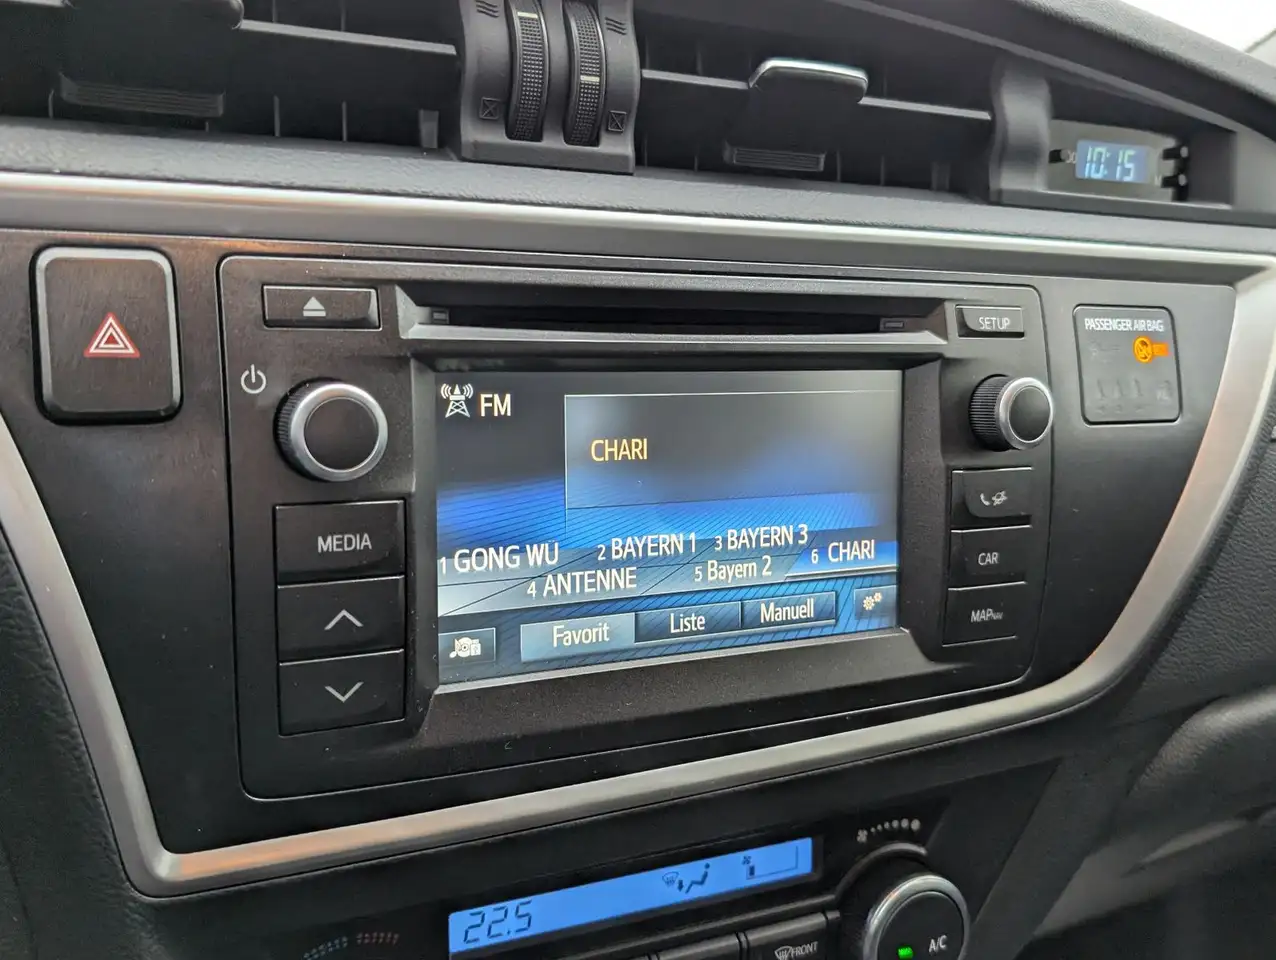 10:15
SETUP
PASSENGER AIR BAG
FM
CHARI
MEDIA
1 GONG WÜ
2 BAYERN 1
3 BAYERN 3
4 ANTENNE
5 Bayern 2
6 CHARI
CAR
MAP NAV
Favorit
Liste
Manuell
22.5
FRONT
A/C